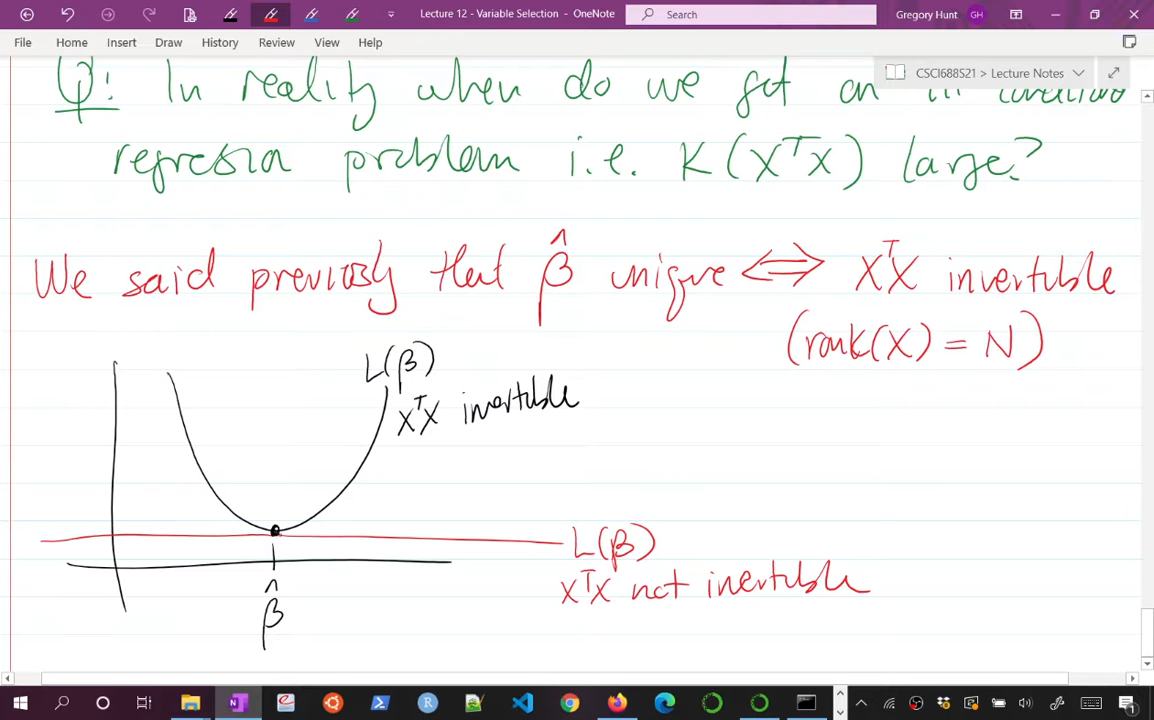 Lecture 12 - Variable Selection - OneNote
Search
Gregory Hunt GH
File Home Insert Draw History Review View Help
CSCI688S21 > Lecture Notes
Q: In reality when do we get an ill
regression problem i.e. K(XᵀX) large?
We said previously that β̂ unique ⟺ XᵀX invertible
(rank(X) = N)
L(β)
XᵀX invertible
L(β)
XᵀX not invertible
β̂